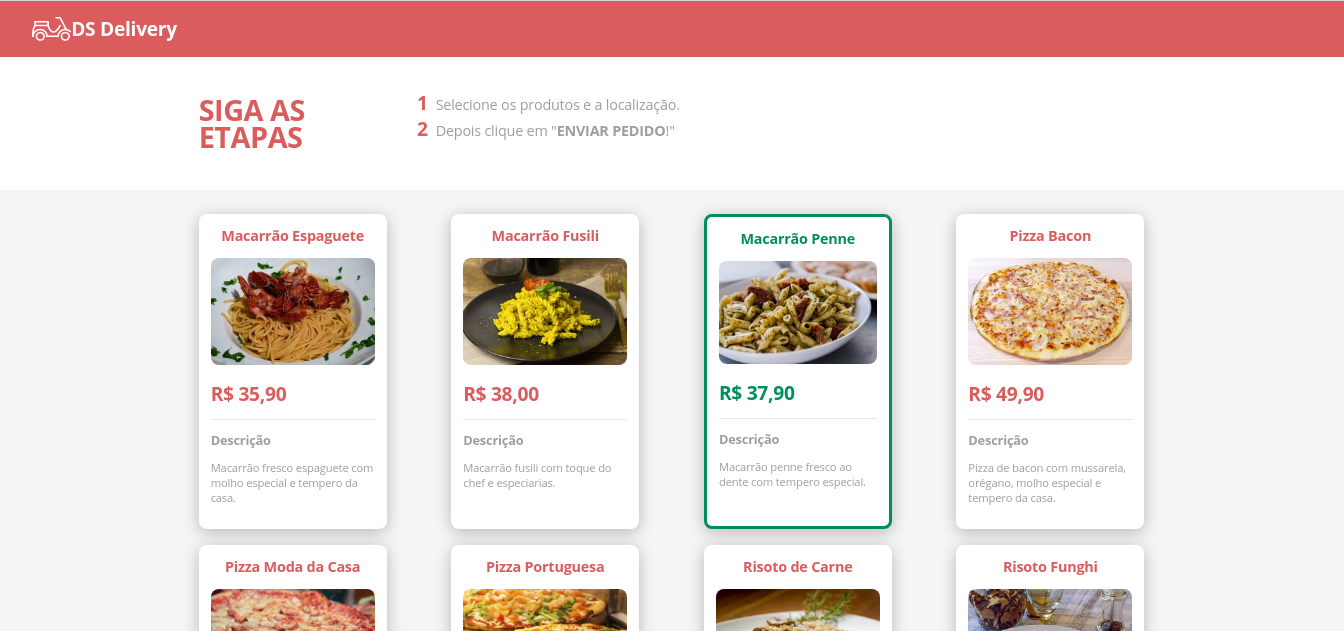 DS Delivery
SIGA AS
ETAPAS
1 Selecione os produtos e a localização.
2 Depois clique em "ENVIAR PEDIDO!"
Macarrão Espaguete
R$ 35,90
Descrição
Macarrão fresco espaguete com
molho especial e tempero da
casa.
Macarrão Fusili
R$ 38,00
Descrição
Macarrão fusili com toque do
chef e especiarias.
Macarrão Penne
R$ 37,90
Descrição
Macarrão penne fresco ao
dente com tempero especial.
Pizza Bacon
R$ 49,90
Descrição
Pizza de bacon com mussarela,
orégano, molho especial e
tempero da casa.
Pizza Moda da Casa
Pizza Portuguesa
Risoto de Carne
Risoto Funghi